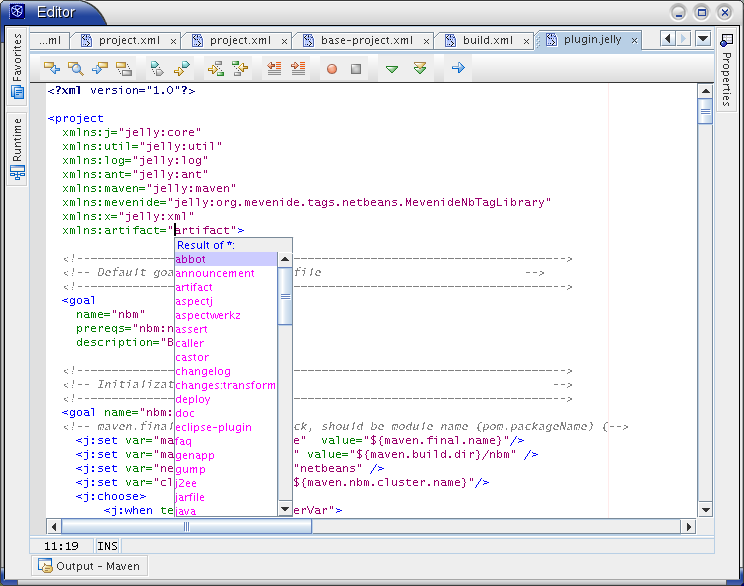 Editor
...ml
project.xml
project.xml
base-project.xml
build.xml
plugin.jelly
Favorites
Runtime
Properties
<?xml version="1.0"?>
<project
xmlns:j="jelly:core"
xmlns:util="jelly:util"
xmlns:log="jelly:log"
xmlns:ant="jelly:ant"
xmlns:maven="jelly:maven"
xmlns:mevenide="jelly:org.mevenide.tags.netbeans.MevenideNbTagLibrary"
xmlns:x="jelly:xml"
xmlns:artifact="artifact">
Result of *:
abbot
announcement
artifact
aspectj
aspectwerkz
assert
caller
castor
changelog
changes:transform
deploy
doc
eclipse-plugin
faq
genapp
gump
j2ee
jarfile
java
<!-- -->
<!-- Default goa file -->
<!-- -->
<goal
name="nbm"
prereqs="nbm:n
description="B
<!-- -->
<!-- Initializat -->
<!-- -->
<goal name="nbm:
<!-- maven.fina ck, should be module name (pom.packageName) {-->
<j:set var="ma e" value="${maven.final.name}"/>
<j:set var="ma " value="${maven.build.dir}/nbm" />
<j:set var="ne "netbeans" />
<j:set var="cl ${maven.nbm.cluster.name}"/>
<j:choose>
<j:when te erVar">
11:19 INS
Output - Maven